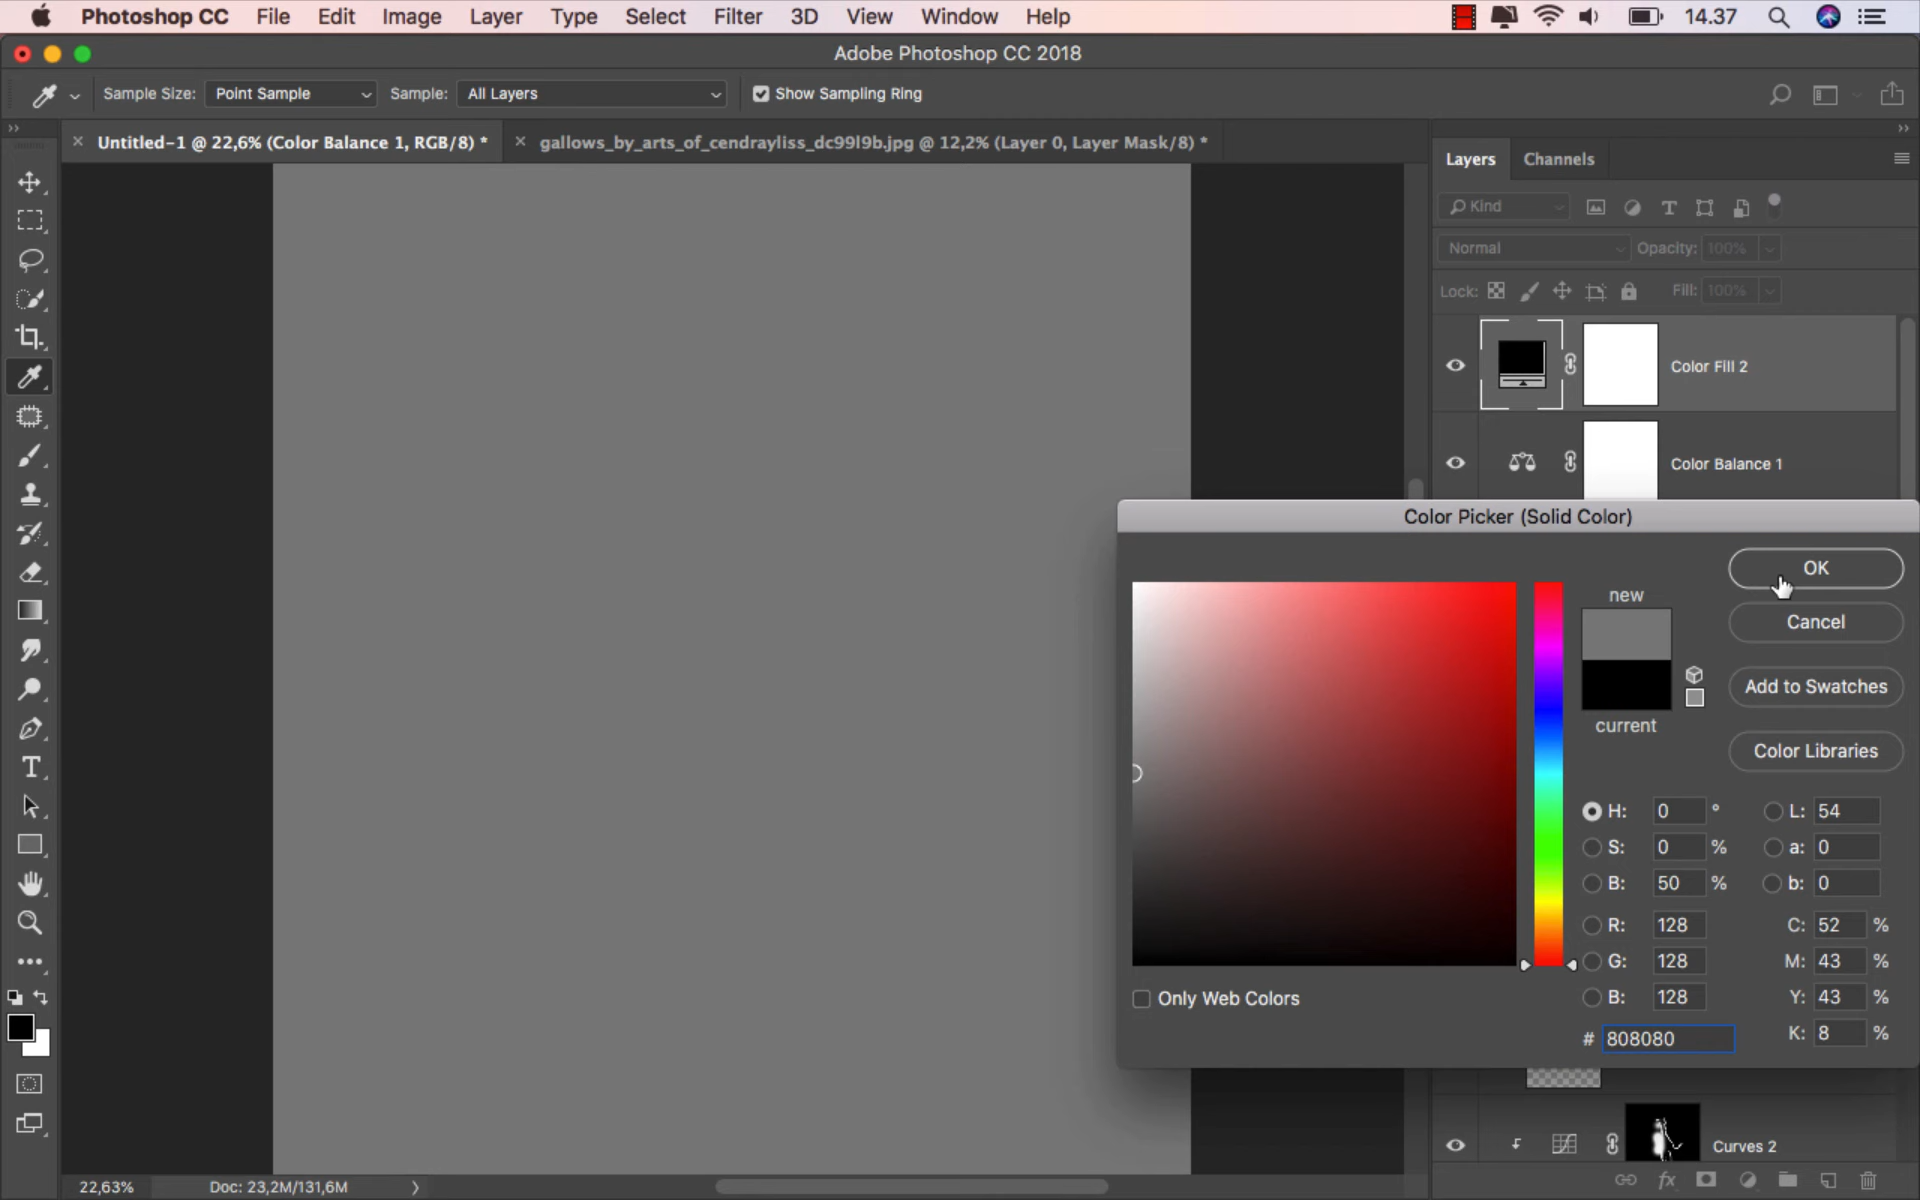 Photoshop CC File Edit Image Layer Type Select Filter 3D View Window Help 14.37
Adobe Photoshop CC 2018
Sample Size: Point Sample Sample: All Layers Show Sampling Ring
Untitled-1 @ 22,6% (Color Balance 1, RGB/8) * gallows_by_arts_of_cendrayliss_dc99l9b.jpg @ 12,2% (Layer 0, Layer Mask/8) *
Layers Channels
Kind
Normal Opacity: 100%
Lock: Fill: 100%
Color Fill 2
Color Balance 1
Color Picker (Solid Color)
OK
new
Cancel
Add to Swatches
current
Color Libraries
H: 0 ° L: 54
S: 0 % a: 0
B: 50 % b: 0
R: 128 C: 52 %
G: 128 M: 43 %
Only Web Colors B: 128 Y: 43 %
# 808080 K: 8 %
Curves 2
22,63% Doc: 23,2M/131,6M